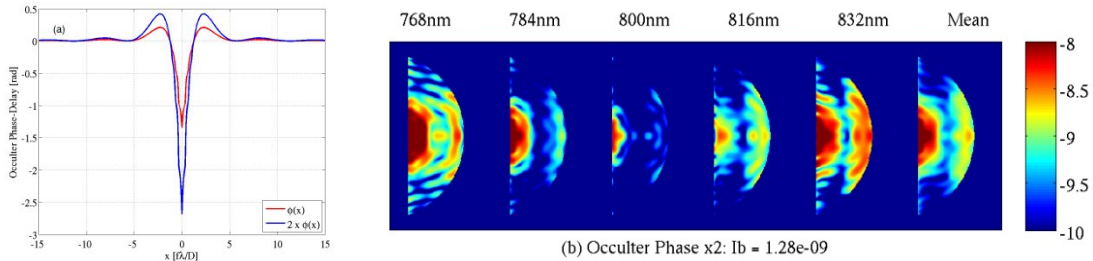 (a)
Occulter Phase-Delay [rad]
0.5
0
-0.5
-1
-1.5
-2
-2.5
-3
-15
-10
-5
0
5
10
15
x [fλ/D]
ϕ(x)
2 x ϕ(x)
768nm 784nm 800nm 816nm 832nm Mean
-8
-8.5
-9
-9.5
-10
(b) Occulter Phase x2: Ib = 1.28e-09